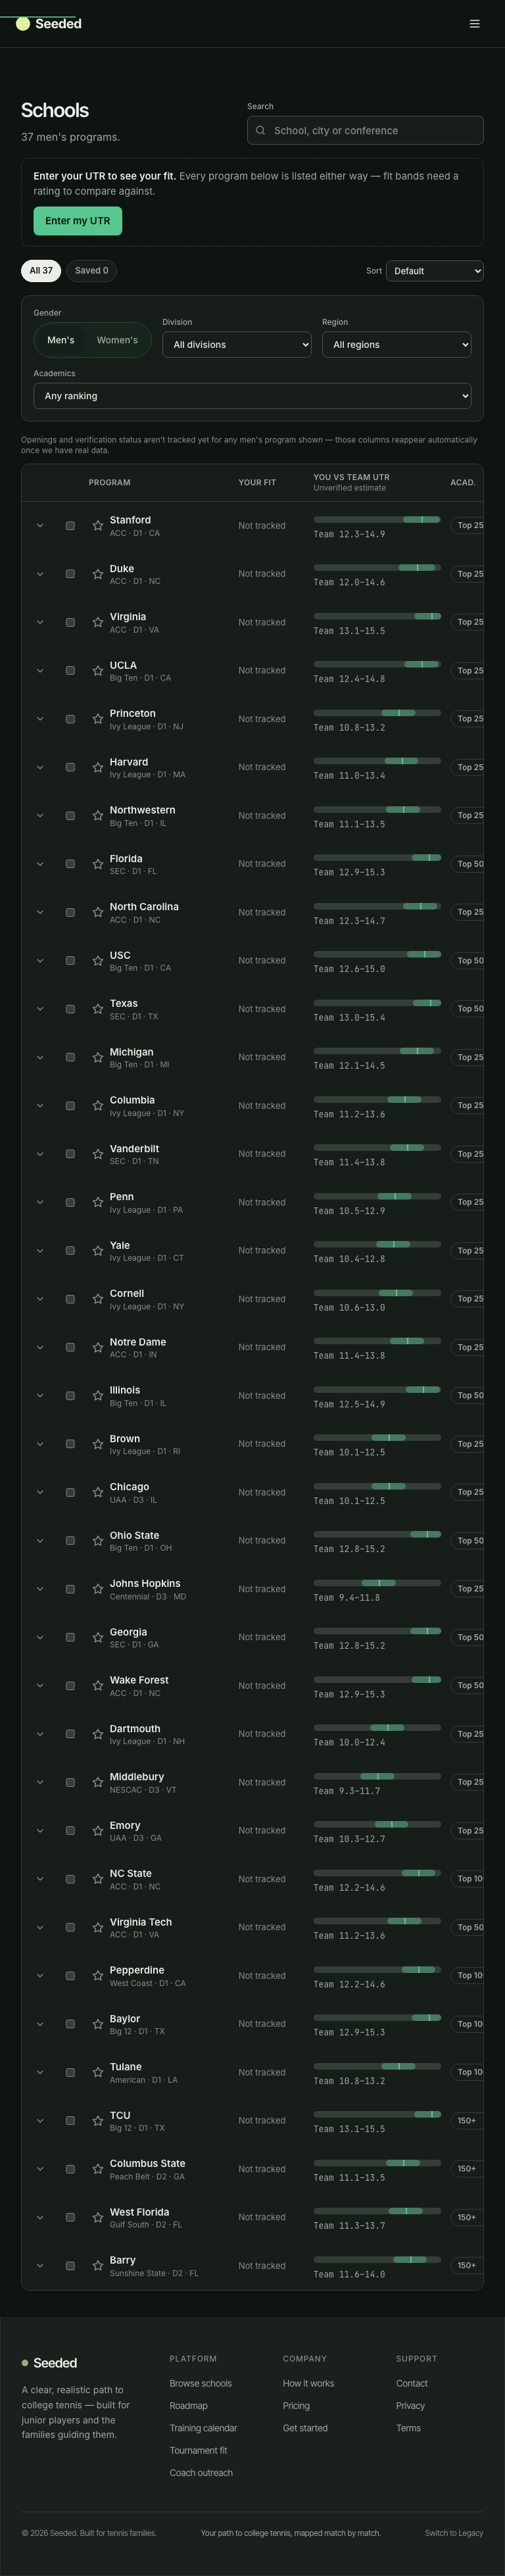 Seeded
Schools
37 men's programs.
Search
School, city or conference
Enter your UTR to see your fit. Every program below is listed either way — fit bands need a
rating to compare against.
Enter my UTR
All 37
Saved 0
Sort
Default
Gender
Men's
Women's
Division
All divisions
Region
All regions
Academics
Any ranking
Openings and verification status aren't tracked yet for any men's program shown — those columns reappear automatically
once we have real data.
PROGRAM
YOUR FIT
YOU VS TEAM UTR
Unverified estimate
ACAD.
Stanford
ACC · D1 · CA
Not tracked
Team 12.3–14.9
Top 25
Duke
ACC · D1 · NC
Not tracked
Team 12.0–14.6
Top 25
Virginia
ACC · D1 · VA
Not tracked
Team 13.1–15.5
Top 25
UCLA
Big Ten · D1 · CA
Not tracked
Team 12.4–14.8
Top 25
Princeton
Ivy League · D1 · NJ
Not tracked
Team 10.8–13.2
Top 25
Harvard
Ivy League · D1 · MA
Not tracked
Team 11.0–13.4
Top 25
Northwestern
Big Ten · D1 · IL
Not tracked
Team 11.1–13.5
Top 25
Florida
SEC · D1 · FL
Not tracked
Team 12.9–15.3
Top 50
North Carolina
ACC · D1 · NC
Not tracked
Team 12.3–14.7
Top 25
USC
Big Ten · D1 · CA
Not tracked
Team 12.6–15.0
Top 50
Texas
SEC · D1 · TX
Not tracked
Team 13.0–15.4
Top 50
Michigan
Big Ten · D1 · MI
Not tracked
Team 12.1–14.5
Top 25
Columbia
Ivy League · D1 · NY
Not tracked
Team 11.2–13.6
Top 25
Vanderbilt
SEC · D1 · TN
Not tracked
Team 11.4–13.8
Top 25
Penn
Ivy League · D1 · PA
Not tracked
Team 10.5–12.9
Top 25
Yale
Ivy League · D1 · CT
Not tracked
Team 10.4–12.8
Top 25
Cornell
Ivy League · D1 · NY
Not tracked
Team 10.6–13.0
Top 25
Notre Dame
ACC · D1 · IN
Not tracked
Team 11.4–13.8
Top 25
Illinois
Big Ten · D1 · IL
Not tracked
Team 12.5–14.9
Top 50
Brown
Ivy League · D1 · RI
Not tracked
Team 10.1–12.5
Top 25
Chicago
UAA · D3 · IL
Not tracked
Team 10.1–12.5
Top 25
Ohio State
Big Ten · D1 · OH
Not tracked
Team 12.8–15.2
Top 50
Johns Hopkins
Centennial · D3 · MD
Not tracked
Team 9.4–11.8
Top 25
Georgia
SEC · D1 · GA
Not tracked
Team 12.8–15.2
Top 50
Wake Forest
ACC · D1 · NC
Not tracked
Team 12.9–15.3
Top 50
Dartmouth
Ivy League · D1 · NH
Not tracked
Team 10.0–12.4
Top 25
Middlebury
NESCAC · D3 · VT
Not tracked
Team 9.3–11.7
Top 25
Emory
UAA · D3 · GA
Not tracked
Team 10.3–12.7
Top 25
NC State
ACC · D1 · NC
Not tracked
Team 12.2–14.6
Top 10
Virginia Tech
ACC · D1 · VA
Not tracked
Team 11.2–13.6
Top 50
Pepperdine
West Coast · D1 · CA
Not tracked
Team 12.2–14.6
Top 10
Baylor
Big 12 · D1 · TX
Not tracked
Team 12.9–15.3
Top 10
Tulane
American · D1 · LA
Not tracked
Team 10.8–13.2
Top 10
TCU
Big 12 · D1 · TX
Not tracked
Team 13.1–15.5
150+
Columbus State
Peach Belt · D2 · GA
Not tracked
Team 11.1–13.5
150+
West Florida
Gulf South · D2 · FL
Not tracked
Team 11.3–13.7
150+
Barry
Sunshine State · D2 · FL
Not tracked
Team 11.6–14.0
150+
Seeded
A clear, realistic path to
college tennis — built for
junior players and the
families guiding them.
PLATFORM
Browse schools
Roadmap
Training calendar
Tournament fit
Coach outreach
COMPANY
How it works
Pricing
Get started
SUPPORT
Contact
Privacy
Terms
© 2026 Seeded. Built for tennis families.
Your path to college tennis, mapped match by match.
Switch to Legacy